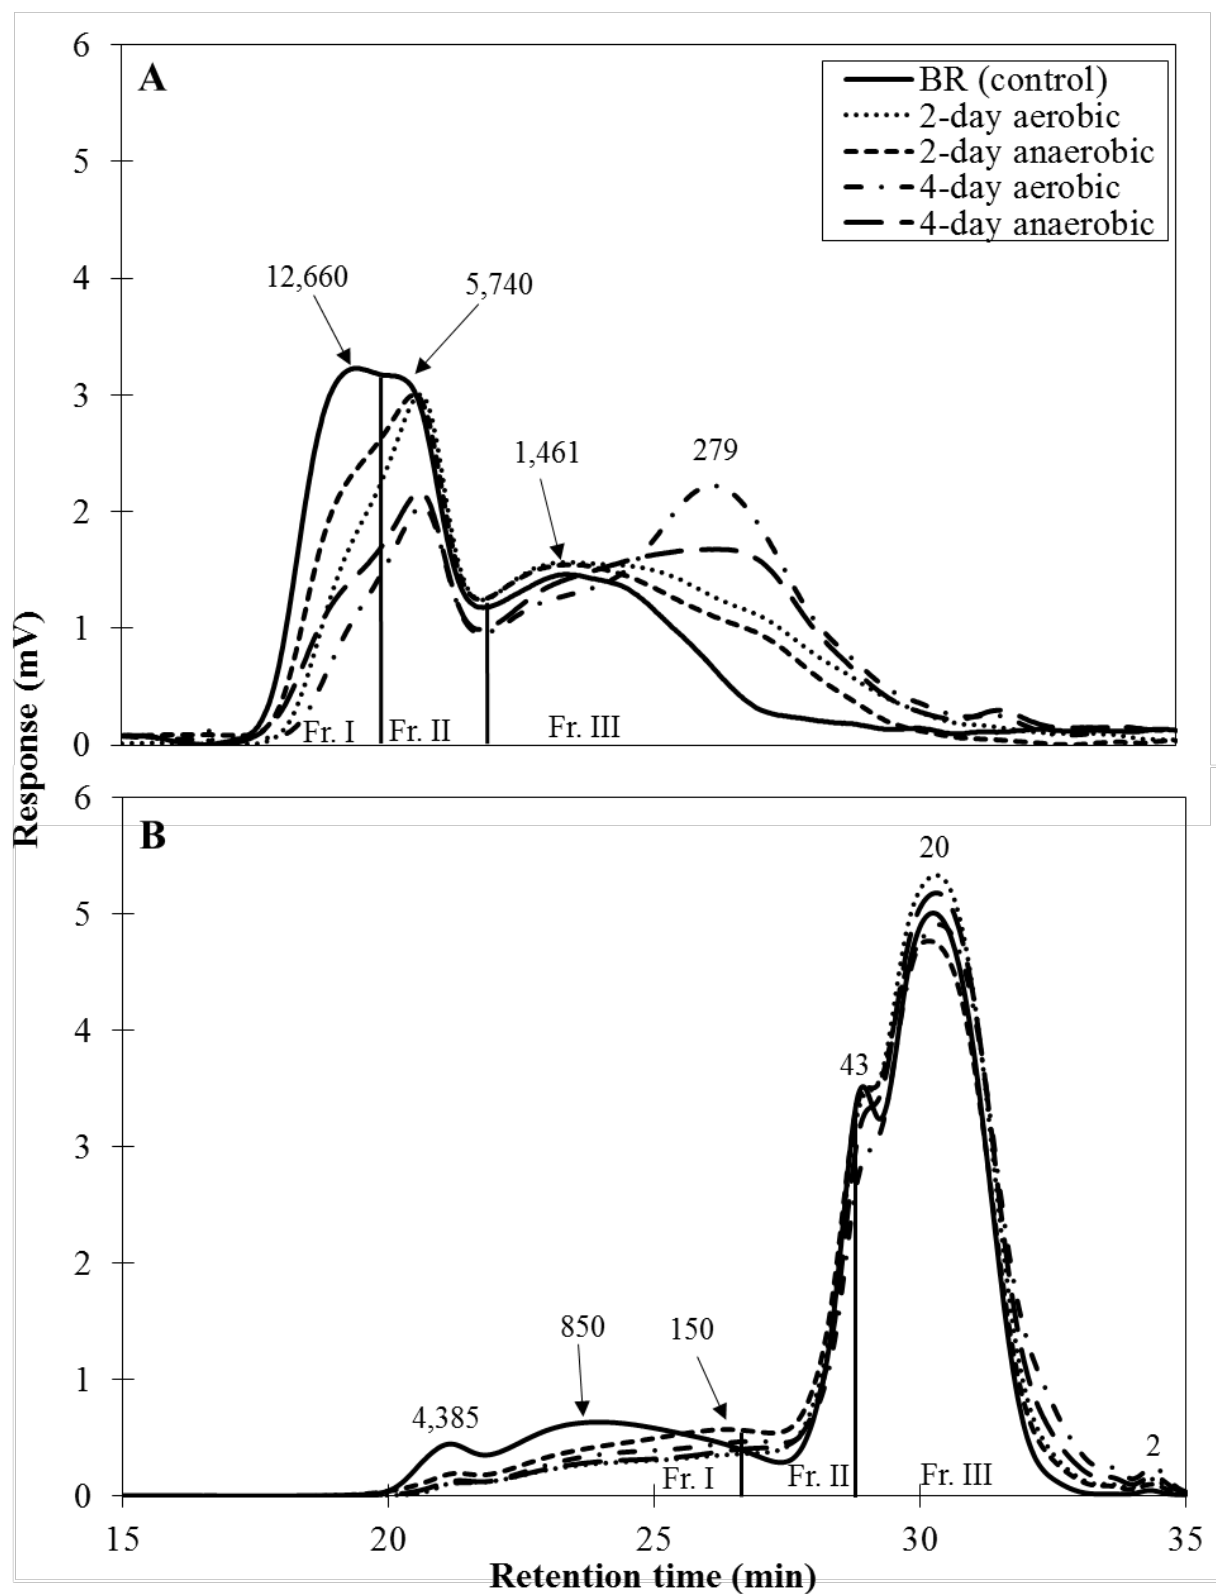 6
A
BR (control)
2-day aerobic
5
2-day anaerobic
4-day aerobic
4-day anaerobic
4
12,660
5,740
3
1,461
279
2
1
Fr. I
Fr. II
Fr. III
0
Response (mV)
6
B
20
5
4
43
3
2
850
150
1
4,385
2
Fr. I
Fr. II
Fr. III
0
15
20
25
30
35
Retention time (min)